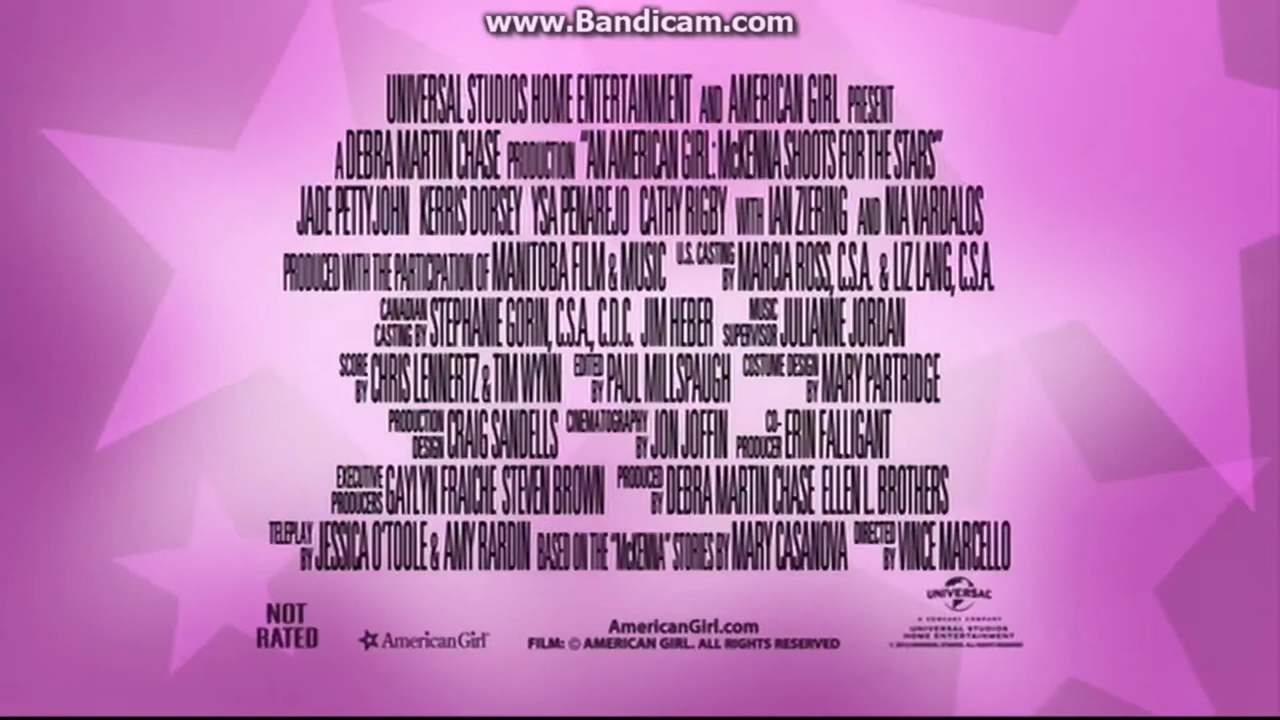 www.Bandicam.com
UNIVERSAL STUDIOS HOME ENTERTAINMENT AND AMERICAN GIRL PRESENT
A DEBRA MARTIN CHASE PRODUCTION "AN AMERICAN GIRL: McKENNA SHOOTS FOR THE STARS"
JADE PETTYJOHN KERRIS DORSEY YSA PENAREJO CATHY RIGBY WITH IAN ZIERING AND NIA VARDALOS
PRODUCED WITH THE PARTICIPATION OF MANITOBA FILM & MUSIC U.S. CASTING BY MARCIA ROSS, C.S.A. & LIZ LANG, C.S.A.
CANADIAN CASTING BY STEPHANIE GORIN, C.S.A., C.D.C. JIM HEBER MUSIC SUPERVISOR JULIANNE JORDAN
SCORE BY CHRIS LENNERTZ & TIM WYNN EDITED BY PAUL MILLSPAUGH COSTUME DESIGN BY MARY PARTRIDGE
PRODUCTION DESIGN CRAIG SANDELLS CINEMATOGRAPHY BY JON JOFFIN CO-PRODUCER ERIN FALLIGANT
EXECUTIVE PRODUCERS GAYLYN FRAICHE STEVEN BROWN PRODUCED BY DEBRA MARTIN CHASE ELLEN L. BROTHERS
TELEPLAY BY JESSICA O'TOOLE & AMY RARDIN BASED ON THE "McKENNA" STORIES BY MARY CASANOVA DIRECTED BY VINCE MARCELLO
NOT RATED
AmericanGirl
AmericanGirl.com
FILM: © AMERICAN GIRL. ALL RIGHTS RESERVED
UNIVERSAL
A COMCAST COMPANY
UNIVERSAL STUDIOS
HOME ENTERTAINMENT
ALL RIGHTS RESERVED